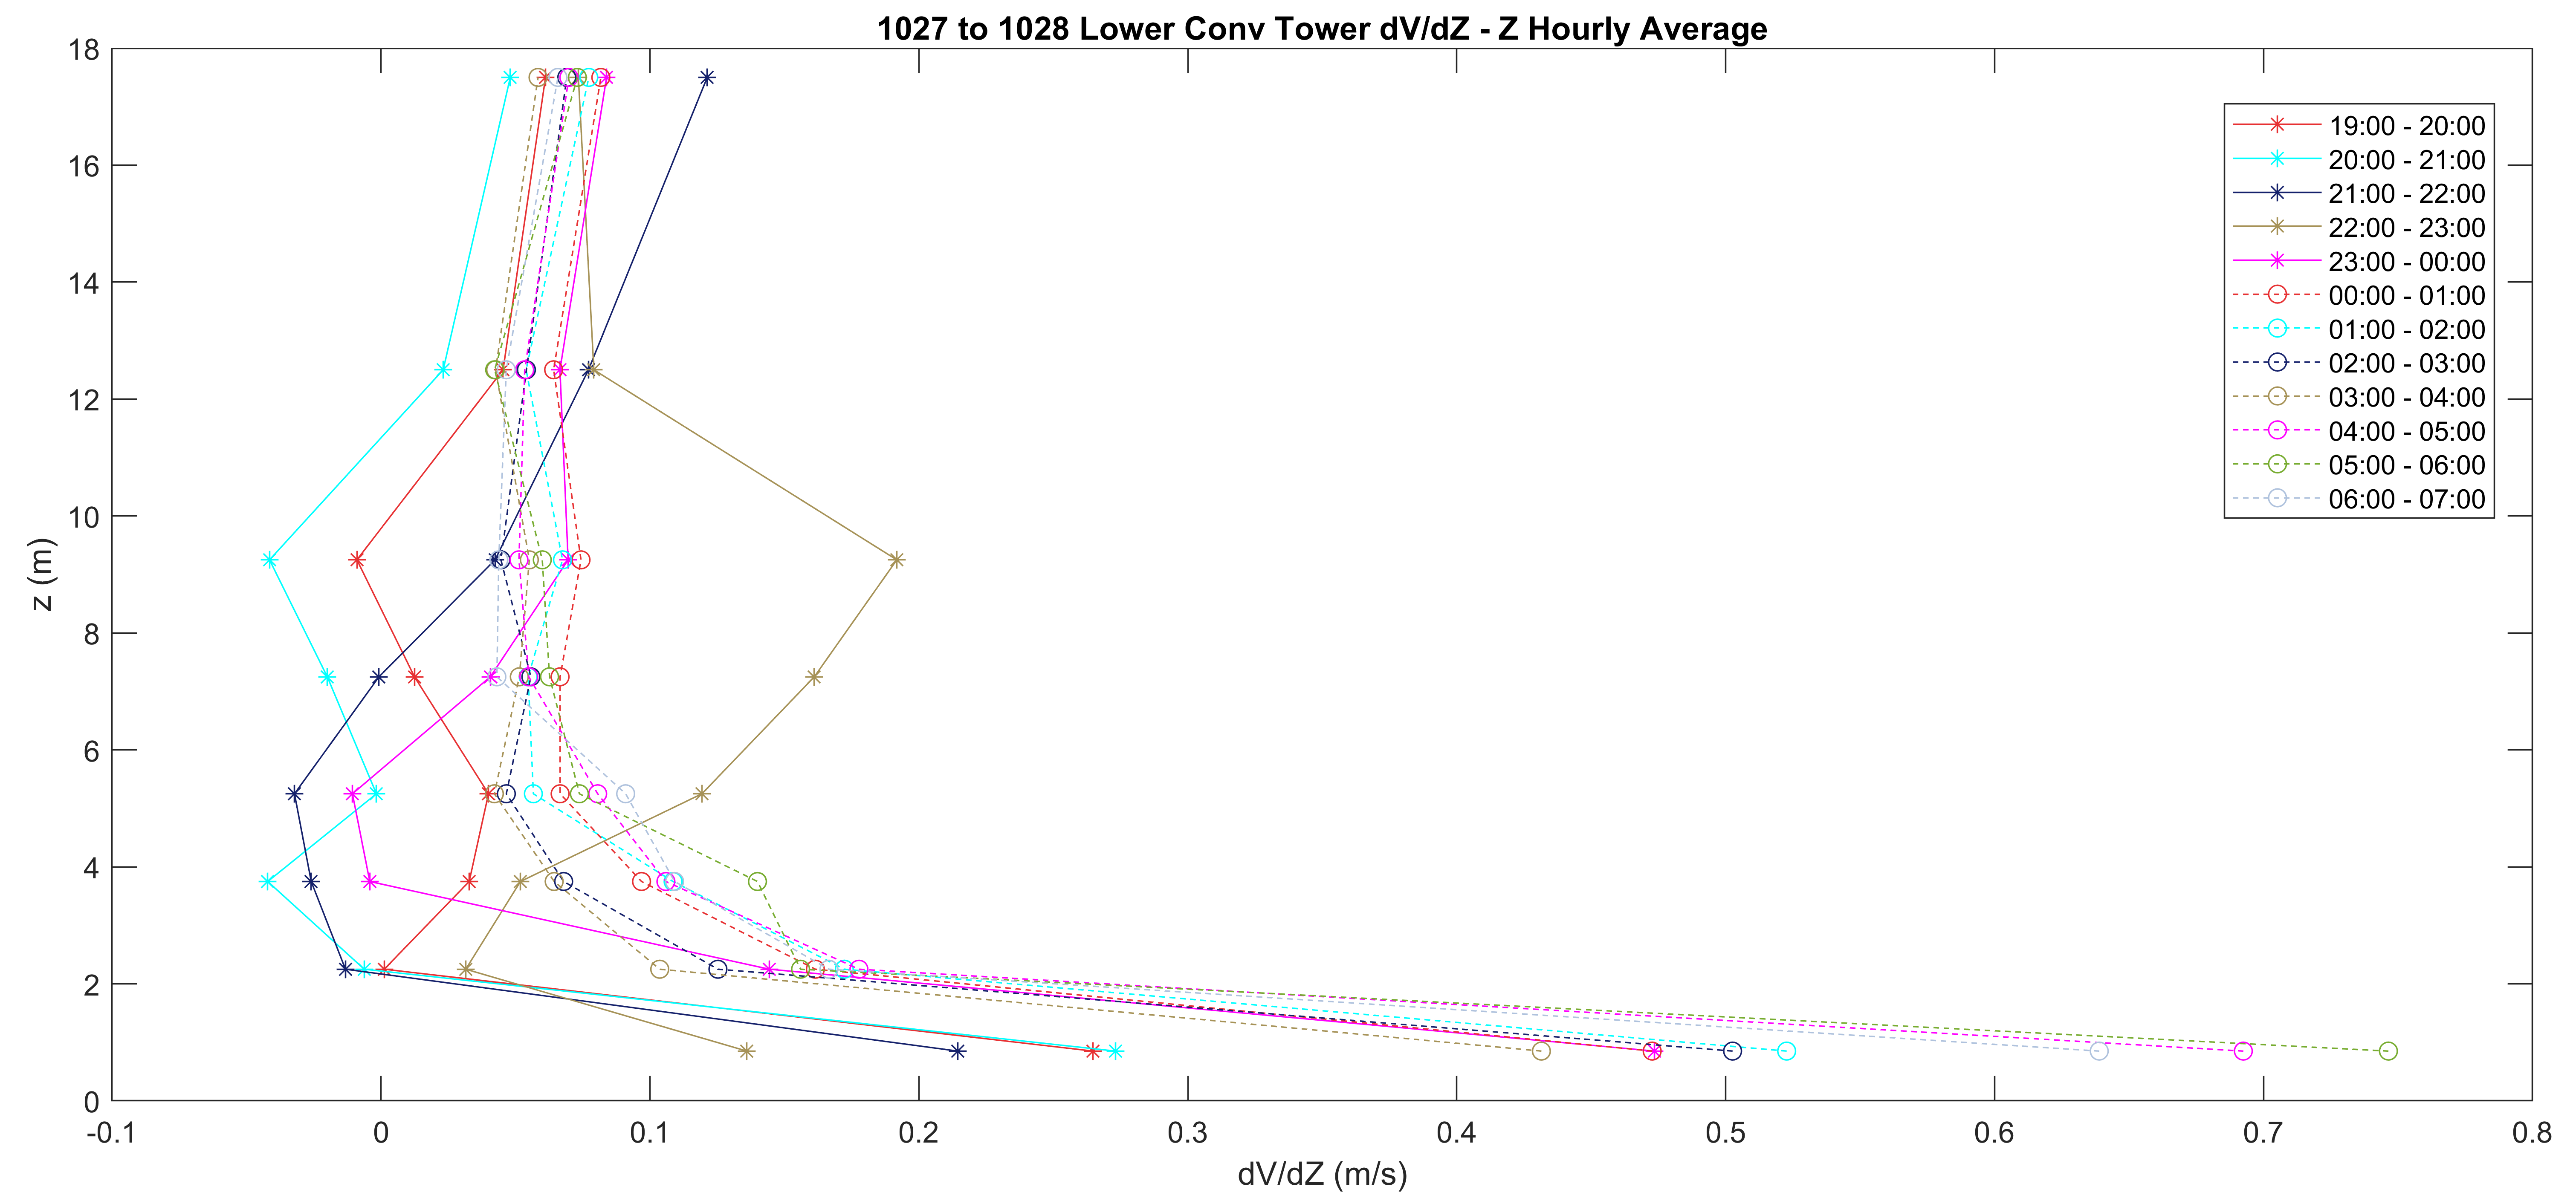 1027 to 1028 Lower Conv Tower dV/dZ - Z Hourly Average
18
16
14
12
10
8
6
4
2
0
z (m)
19:00 - 20:00
20:00 - 21:00
21:00 - 22:00
22:00 - 23:00
23:00 - 00:00
00:00 - 01:00
01:00 - 02:00
02:00 - 03:00
03:00 - 04:00
04:00 - 05:00
05:00 - 06:00
06:00 - 07:00
-0.1 0 0.1 0.2 0.3 0.4 0.5 0.6 0.7 0.8
dV/dZ (m/s)